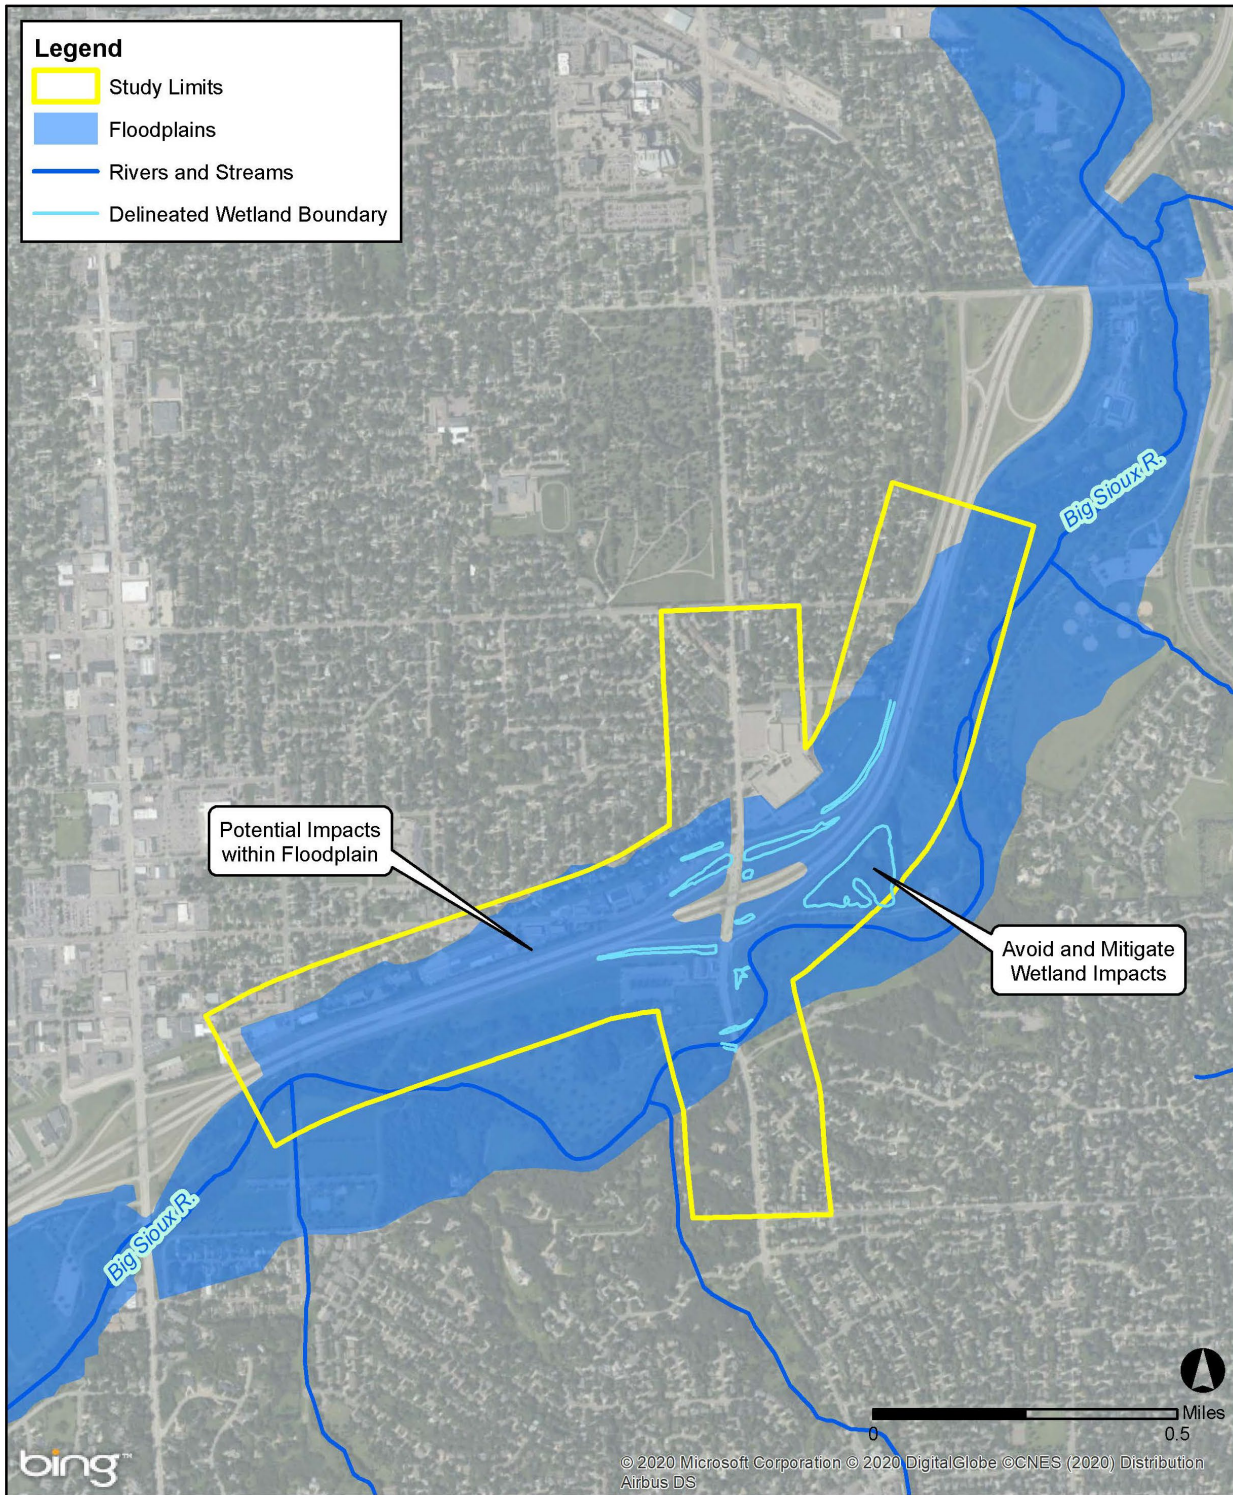 Legend
Study Limits
Floodplains
Rivers and Streams
Delineated Wetland Boundary
Big Sioux R.
Potential Impacts
within Floodplain
Avoid and Mitigate
Wetland Impacts
Big Sioux R.
Miles
0 0.5
bing™
© 2020 Microsoft Corporation © 2020 DigitalGlobe ©CNES (2020) Distribution
Airbus DS